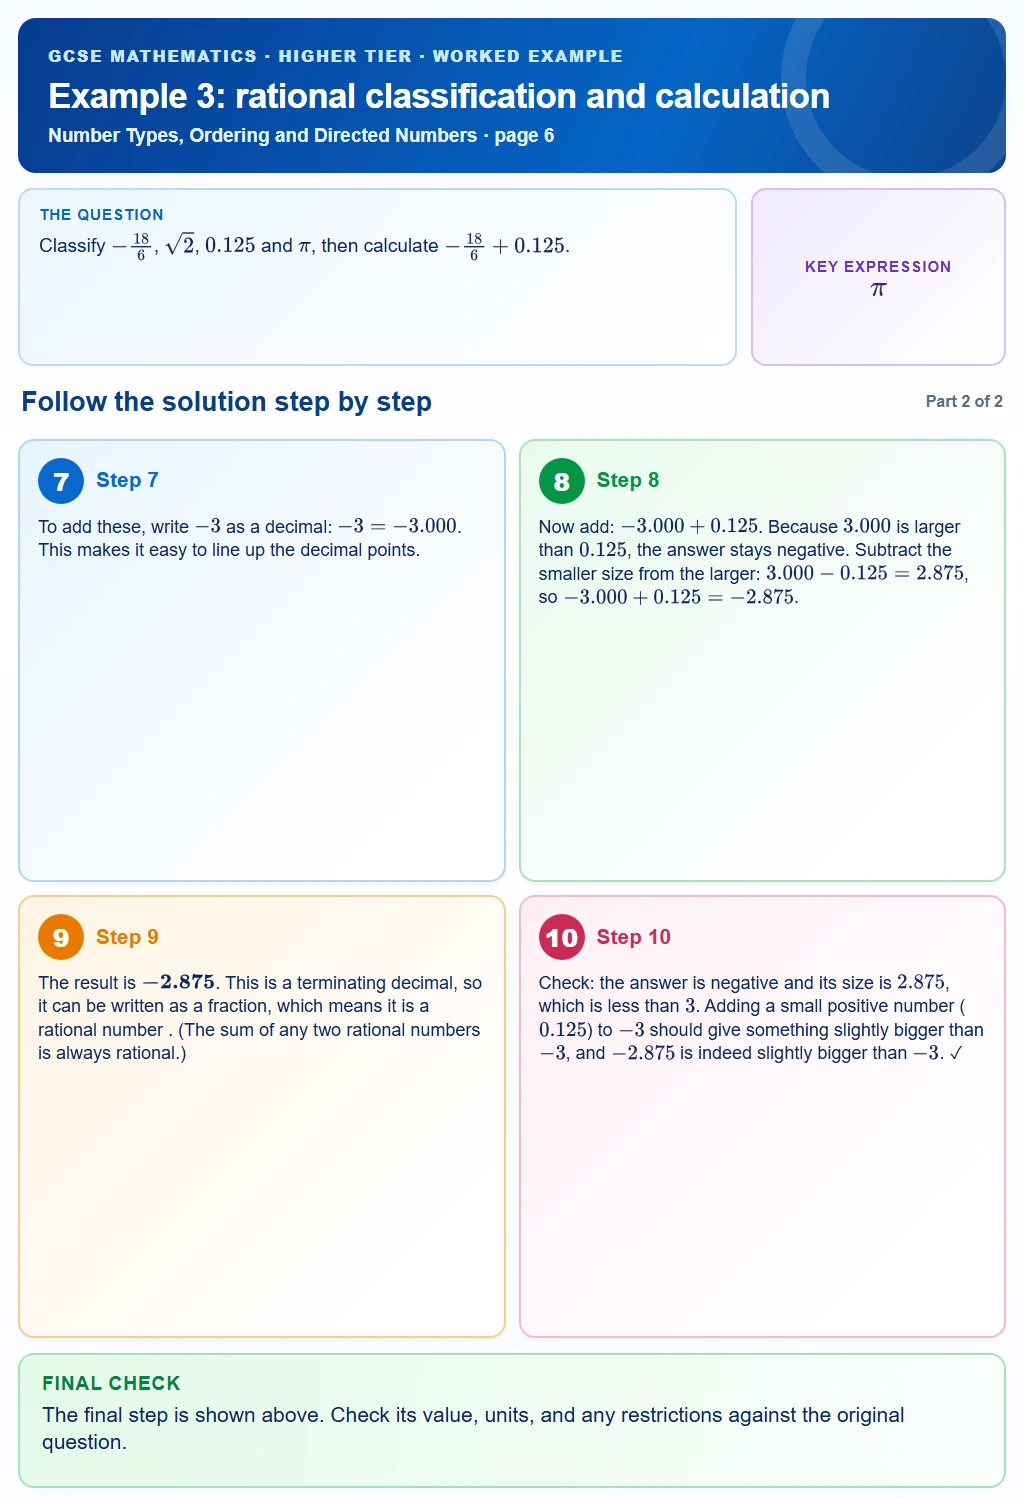 GCSE MATHEMATICS · HIGHER TIER · WORKED EXAMPLE
Example 3: rational classification and calculation
Number Types, Ordering and Directed Numbers · page 6
THE QUESTION
Classify −18/6, √2, 0.125 and π, then calculate −18/6 + 0.125.
KEY EXPRESSION
π
Follow the solution step by step
Part 2 of 2
7 Step 7
To add these, write −3 as a decimal: −3 = −3.000.
This makes it easy to line up the decimal points.
8 Step 8
Now add: −3.000 + 0.125. Because 3.000 is larger
than 0.125, the answer stays negative. Subtract the
smaller size from the larger: 3.000 − 0.125 = 2.875,
so −3.000 + 0.125 = −2.875.
9 Step 9
The result is −2.875. This is a terminating decimal, so
it can be written as a fraction, which means it is a
rational number . (The sum of any two rational numbers
is always rational.)
10 Step 10
Check: the answer is negative and its size is 2.875,
which is less than 3. Adding a small positive number (
0.125) to −3 should give something slightly bigger than
−3, and −2.875 is indeed slightly bigger than −3. ✓
FINAL CHECK
The final step is shown above. Check its value, units, and any restrictions against the original
question.